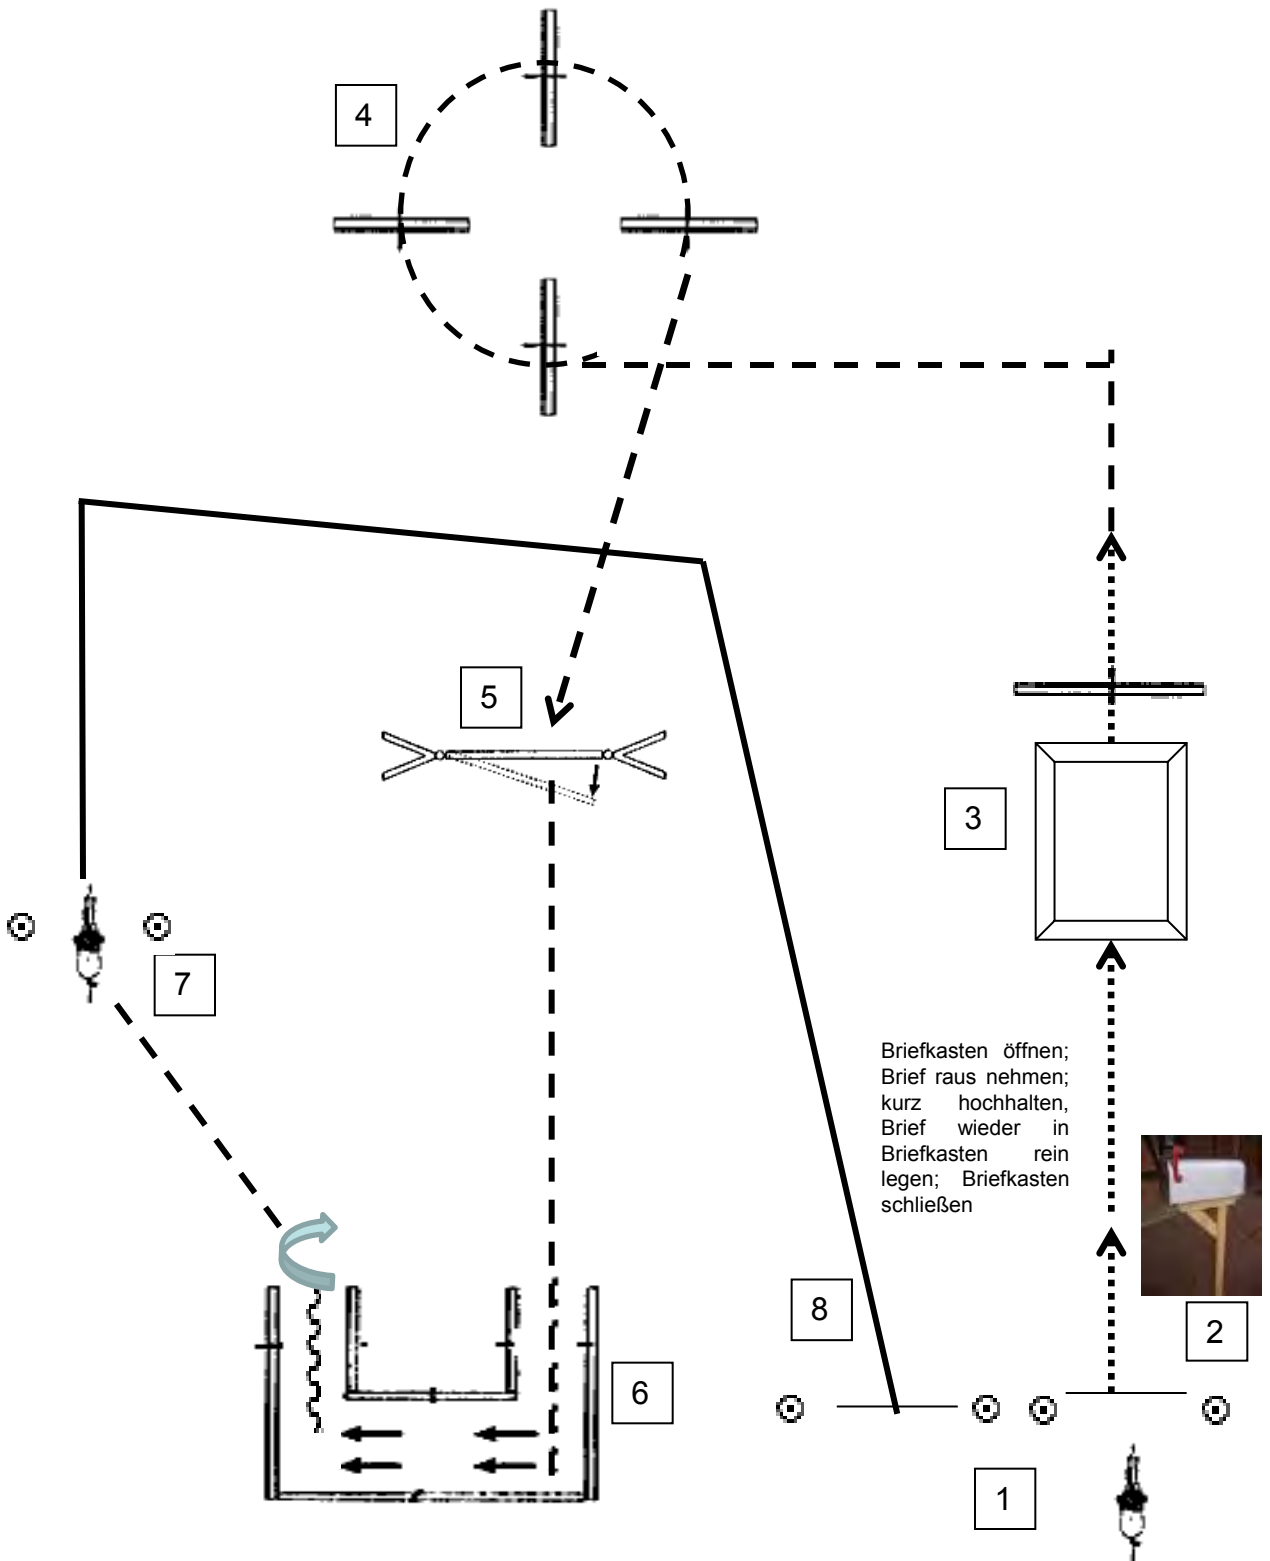 4
5
3
7
Briefkasten öffnen;
Brief raus nehmen;
kurz hochhalten,
Brief wieder in
Briefkasten rein
legen; Briefkasten
schließen
8
2
6
1